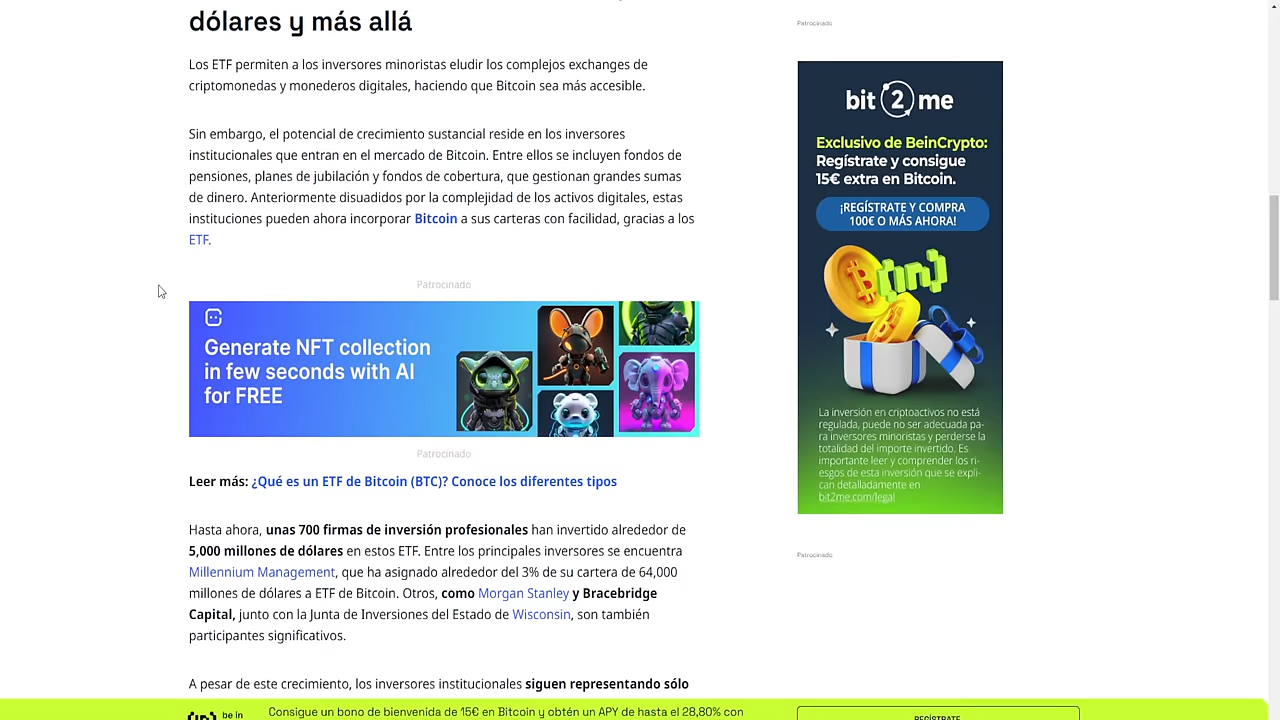 dólares y más allá
Los ETF permiten a los inversores minoristas eludir los complejos exchanges de
criptomonedas y monederos digitales, haciendo que Bitcoin sea más accesible.
Sin embargo, el potencial de crecimiento sustancial reside en los inversores
institucionales que entran en el mercado de Bitcoin. Entre ellos se incluyen fondos de
pensiones, planes de jubilación y fondos de cobertura, que gestionan grandes sumas
de dinero. Anteriormente disuadidos por la complejidad de los activos digitales, estas
instituciones pueden ahora incorporar Bitcoin a sus carteras con facilidad, gracias a los
ETF.
Patrocinado
Generate NFT collection
in few seconds with AI
for FREE
Patrocinado
Leer más: ¿Qué es un ETF de Bitcoin (BTC)? Conoce los diferentes tipos
Hasta ahora, unas 700 firmas de inversión profesionales han invertido alrededor de
5,000 millones de dólares en estos ETF. Entre los principales inversores se encuentra
Millennium Management, que ha asignado alrededor del 3% de su cartera de 64,000
millones de dólares a ETF de Bitcoin. Otros, como Morgan Stanley y Bracebridge
Capital, junto con la Junta de Inversiones del Estado de Wisconsin, son también
participantes significativos.
A pesar de este crecimiento, los inversores institucionales siguen representando sólo
Patrocinado
bit2me
Exclusivo de BeinCrypto:
Regístrate y consigue
15€ extra en Bitcoin.
¡REGÍSTRATE Y COMPRA
100€ O MÁS AHORA!
[in]
La inversión en criptoactivos no está
regulada, puede no ser adecuada pa-
ra inversores minoristas y perderse la
totalidad del importe invertido. Es
importante leer y comprender los ri-
esgos de esta inversión que se expli-
can detalladamente en
bit2me.com/legal
Patrocinado
be in
Consigue un bono de bienvenida de 15€ en Bitcoin y obtén un APY de hasta el 28,80% con
REGÍSTRATE